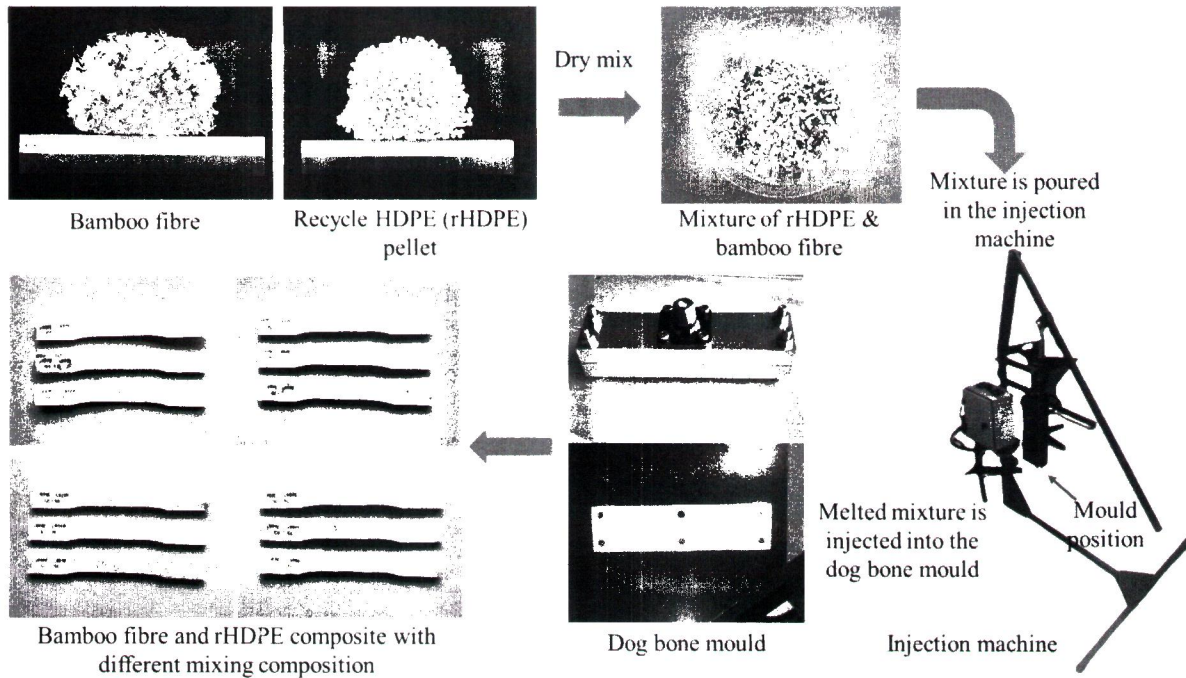 Dry mix
Bamboo fibre
Recycle HDPE (rHDPE)
pellet
Mixture of rHDPE &
bamboo fibre
Mixture is poured
in the injection
machine
Melted mixture is
injected into the
dog bone mould
Mould
position
Injection machine
Dog bone mould
Bamboo fibre and rHDPE composite with
different mixing composition